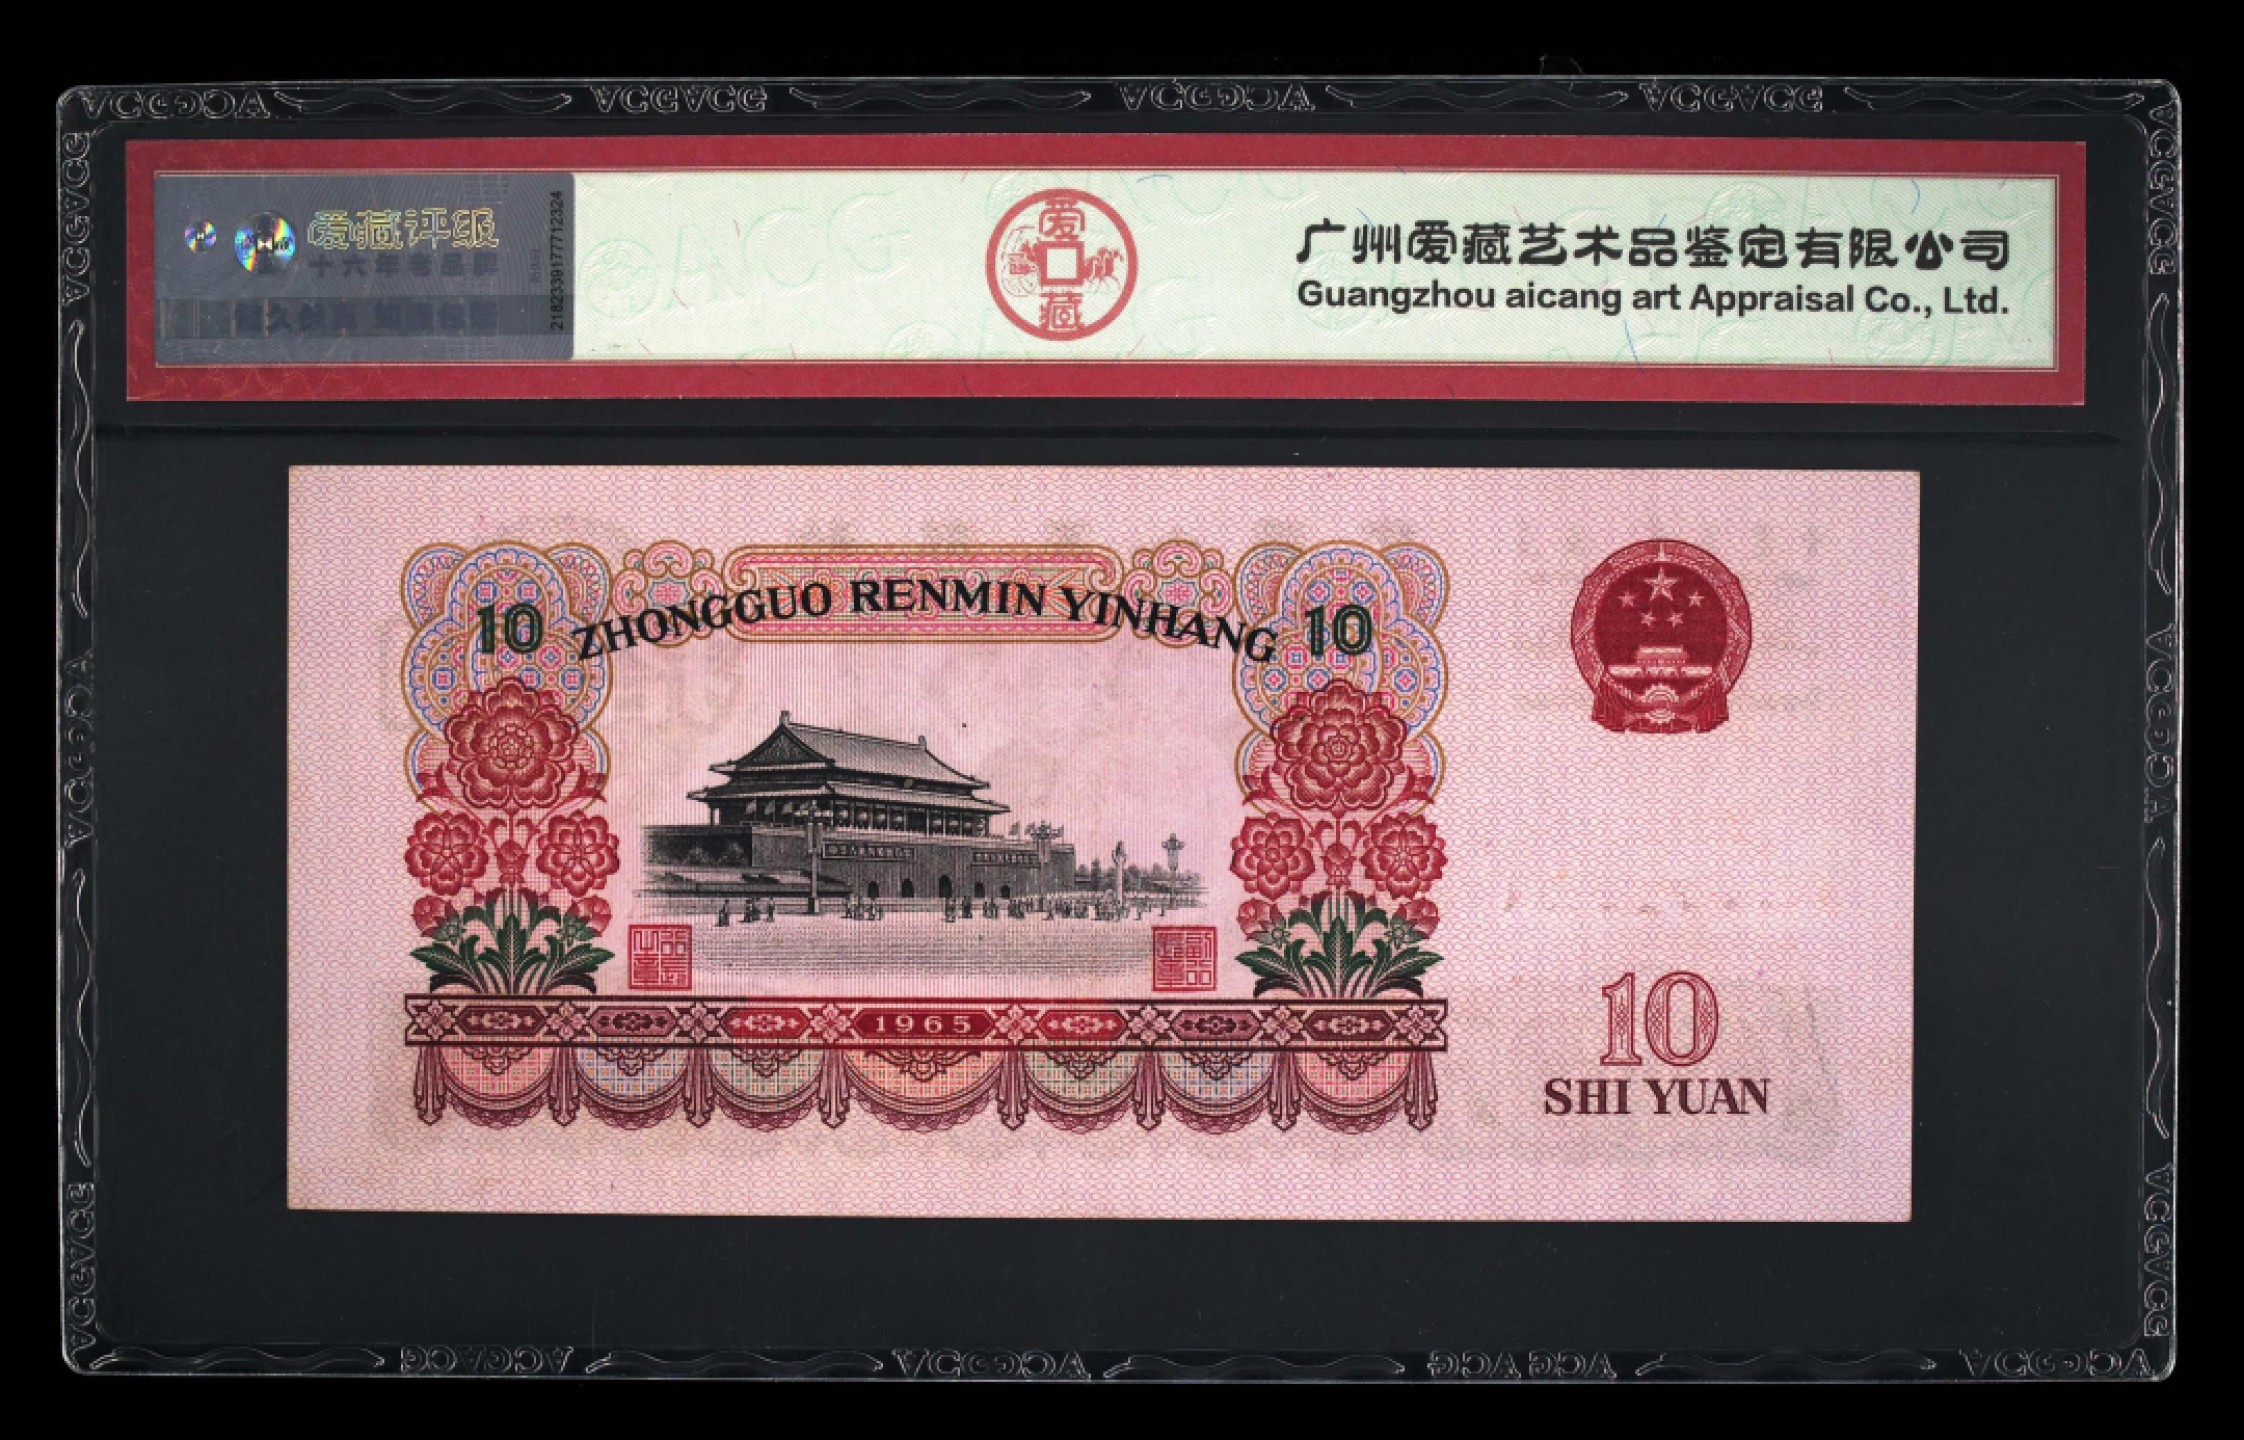 爱藏评级
十六年老品牌
2182339177712324
爱
藏
广州爱藏艺术品鉴定有限公司
Guangzhou aicang art Appraisal Co., Ltd.
10 ZHONGGUO RENMIN YINHANG 10
1965
10
SHI YUAN